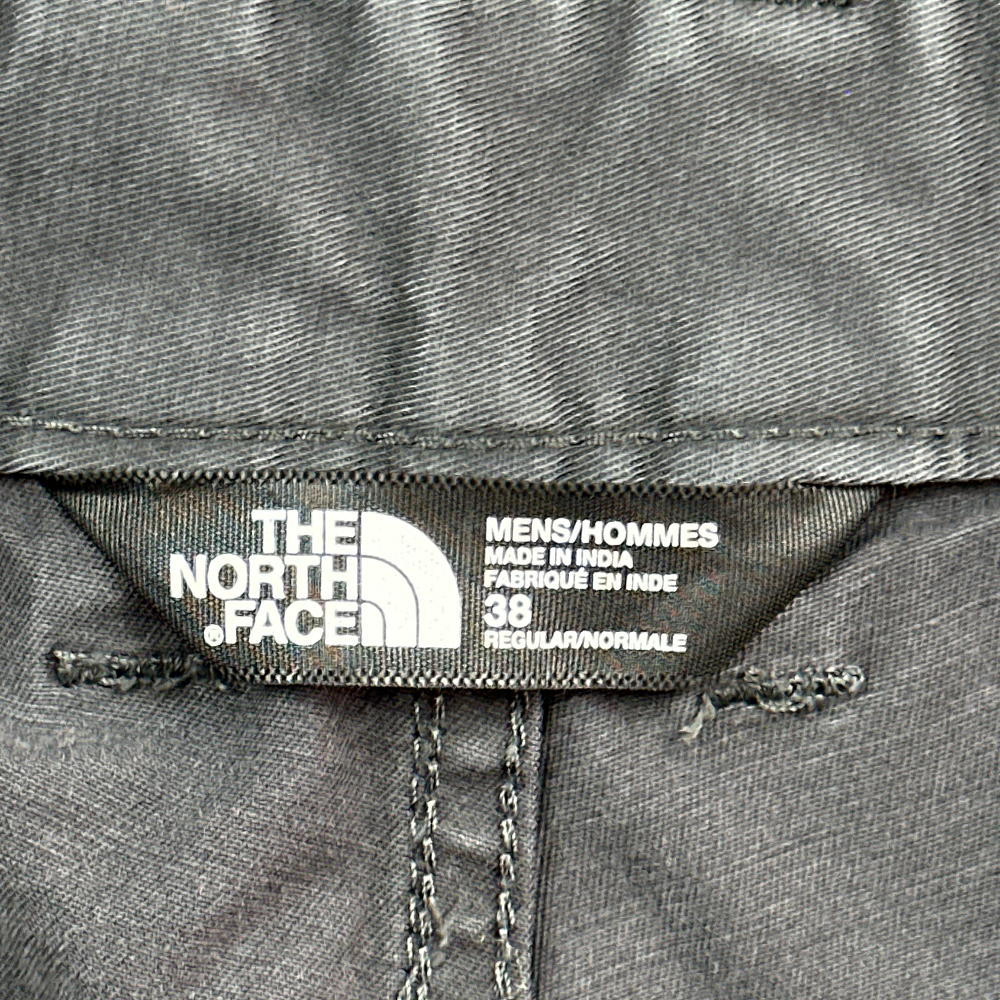 THE
NORTH
®FACE
MENS/HOMMES
MADE IN INDIA
FABRIQUÉ EN INDE
38
REGULAR/NORMALE